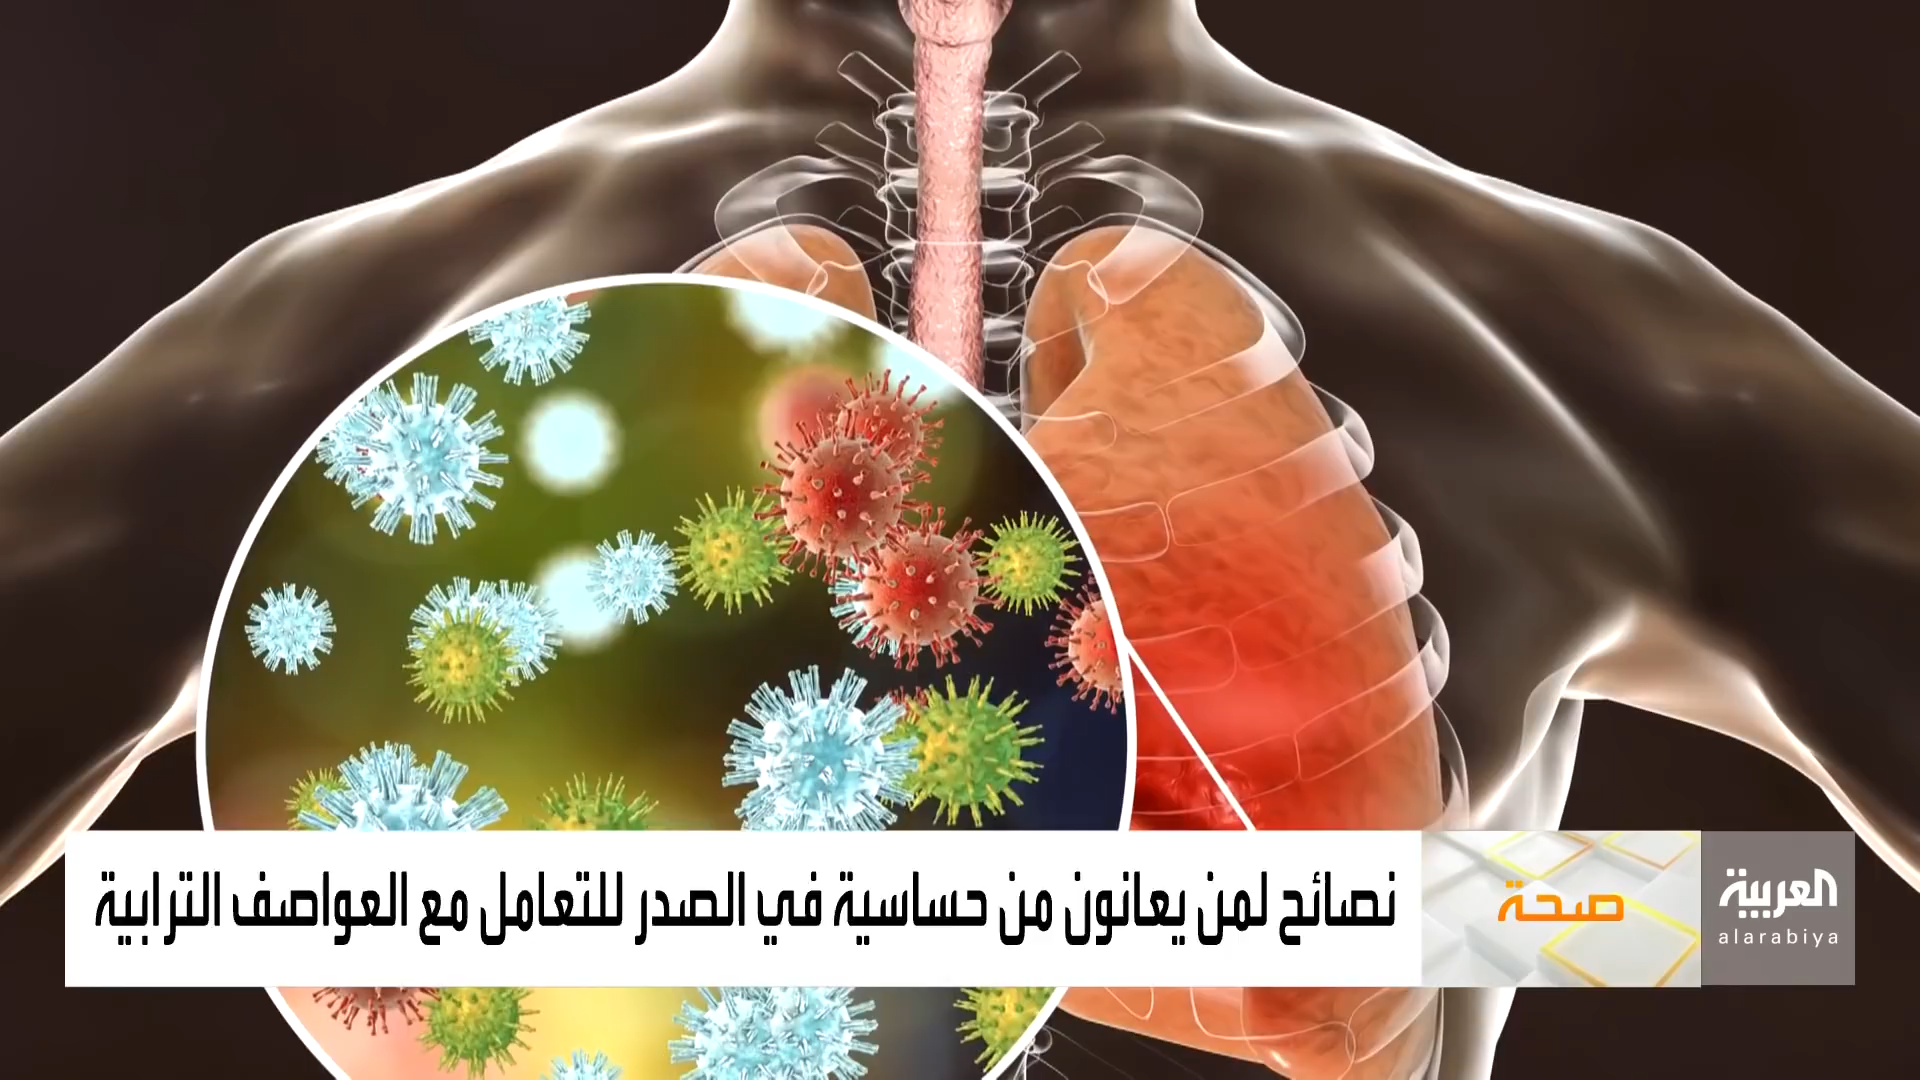 نصائح لمن يعانون من حساسية في الصدر للتعامل مع العواصف الترابية
صحة
العربية
alarabiya